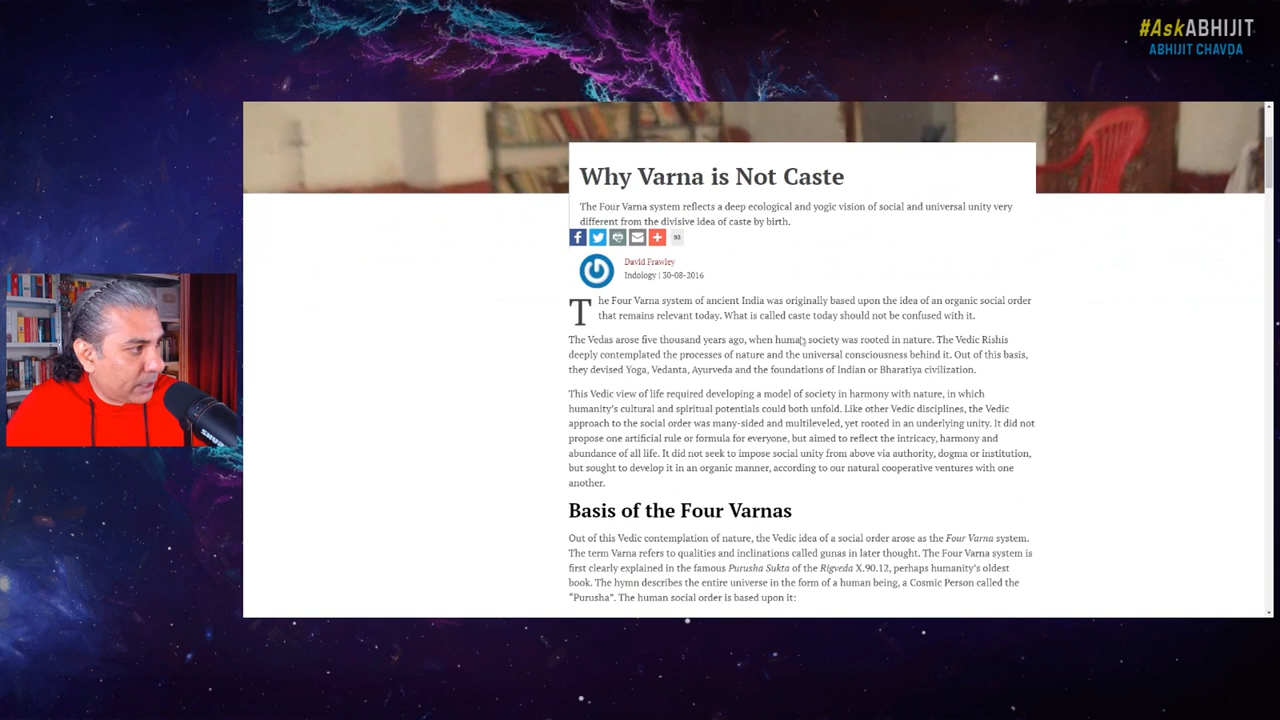 #AskABHIJIT
ABHIJIT CHAVDA
Why Varna is Not Caste
The Four Varna system reflects a deep ecological and yogic vision of social and universal unity very
different from the divisive idea of caste by birth.
93
David Frawley
Indology | 30-08-2016
The Four Varna system of ancient India was originally based upon the idea of an organic social order
that remains relevant today. What is called caste today should not be confused with it.
The Vedas arose five thousand years ago, when human society was rooted in nature. The Vedic Rishis
deeply contemplated the processes of nature and the universal consciousness behind it. Out of this basis,
they devised Yoga, Vedanta, Ayurveda and the foundations of Indian or Bharatiya civilization.
This Vedic view of life required developing a model of society in harmony with nature, in which
humanity's cultural and spiritual potentials could both unfold. Like other Vedic disciplines, the Vedic
approach to the social order was many-sided and multileveled, yet rooted in an underlying unity. It did not
propose one artificial rule or formula for everyone, but aimed to reflect the intricacy, harmony and
abundance of all life. It did not seek to impose social unity from above via authority, dogma or institution,
but sought to develop it in an organic manner, according to our natural cooperative ventures with one
another.
Basis of the Four Varnas
Out of this Vedic contemplation of nature, the Vedic idea of a social order arose as the Four Varna system.
The term Varna refers to qualities and inclinations called gunas in later thought. The Four Varna system is
first clearly explained in the famous Purusha Sukta of the Rigveda X.90.12, perhaps humanity's oldest
book. The hymn describes the entire universe in the form of a human being, a Cosmic Person called the
“Purusha”. The human social order is based upon it: